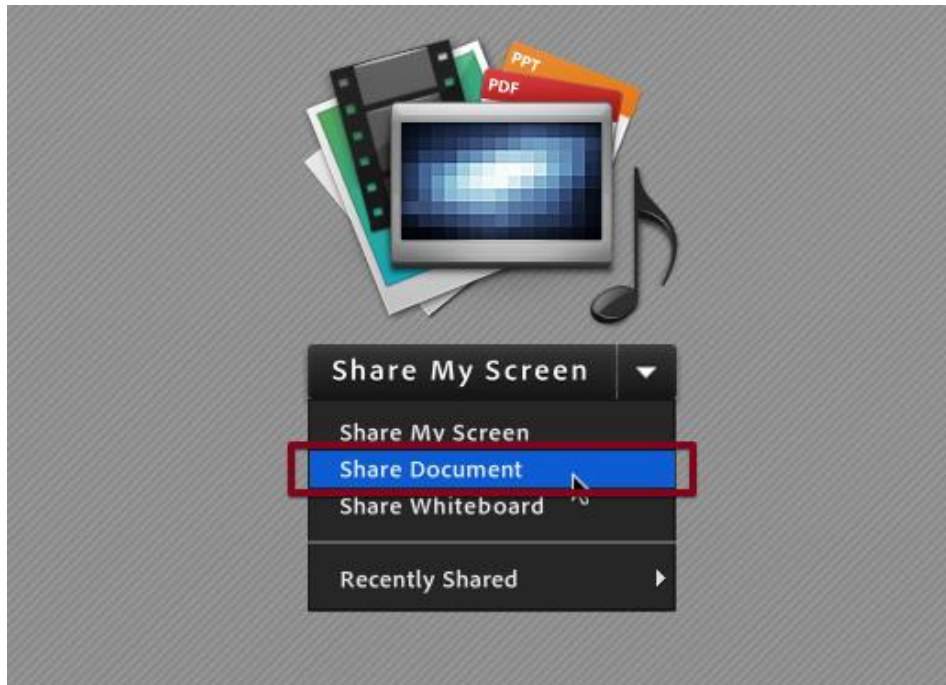 PPT
PDF
Share My Screen
Share My Screen
Share Document
Share Whiteboard
Recently Shared